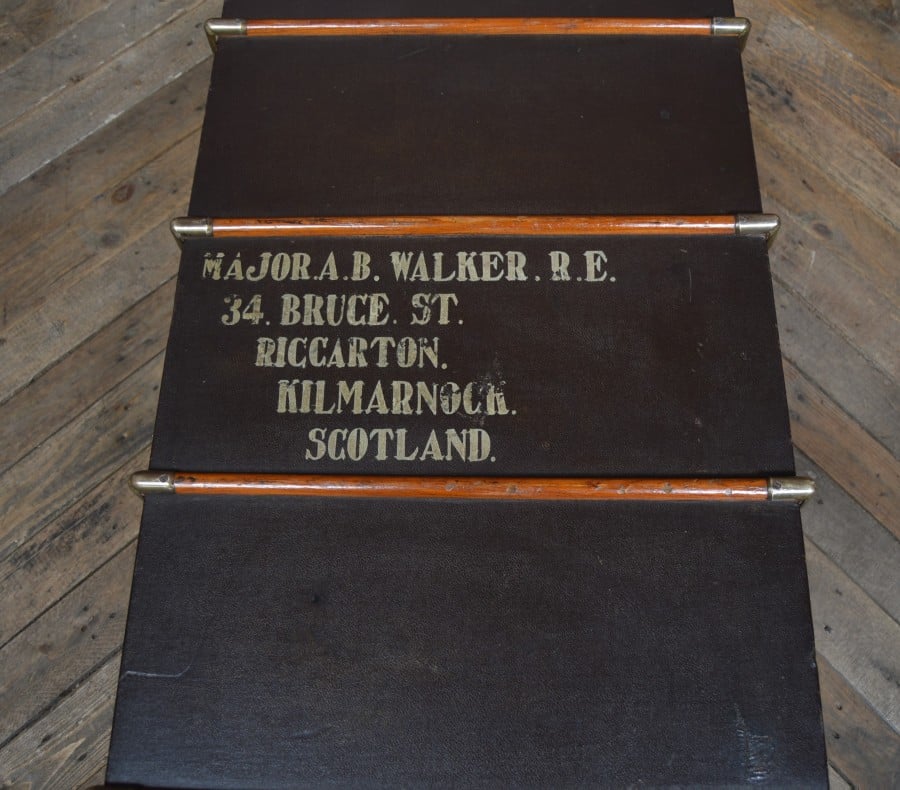 MAJOR.A.B. WALKER. R.E.
34. BRUCE. ST.
RICCARTON.
KILMARNOCK.
SCOTLAND.